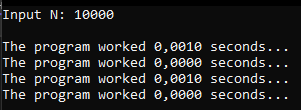 Input N: 10000
The program worked 0,0010 seconds...
The program worked 0,0000 seconds...
The program worked 0,0010 seconds...
The program worked 0,0000 seconds...